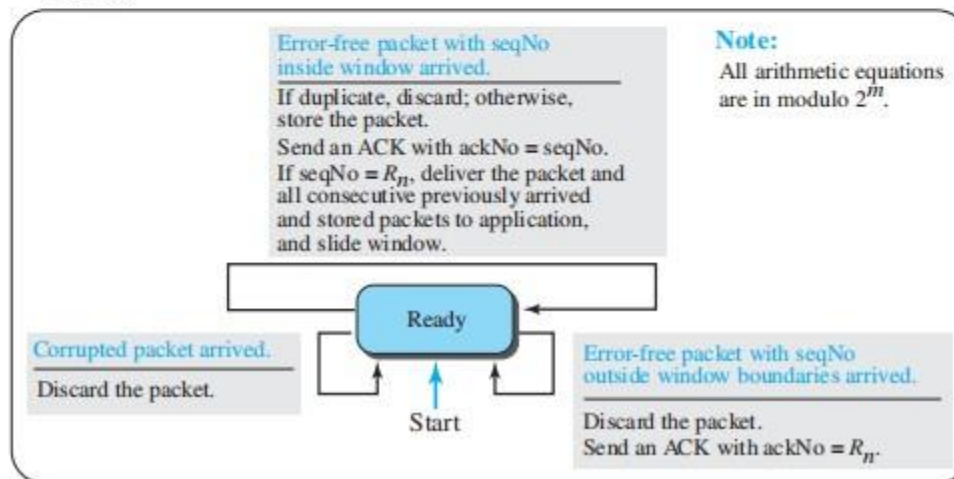 Error-free packet with seqNo
inside window arrived.
If duplicate, discard; otherwise,
store the packet.
Send an ACK with ackNo = seqNo.
If seqNo = Rn, deliver the packet and
all consecutive previously arrived
and stored packets to application,
and slide window.
Note:
All arithmetic equations
are in modulo 2^m.
Ready
Corrupted packet arrived.
Discard the packet.
Start
Error-free packet with seqNo
outside window boundaries arrived.
Discard the packet.
Send an ACK with ackNo = Rn.